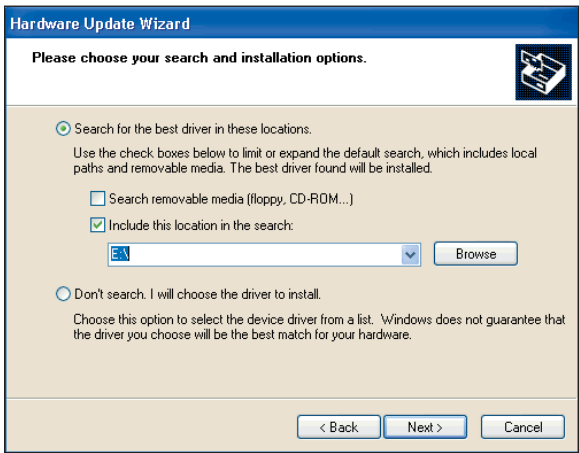 Hardware Update Wizard
Please choose your search and installation options.
Search for the best driver in these locations.
Use the check boxes below to limit or expand the default search, which includes local
paths and removable media. The best driver found will be installed.
Search removable media (floppy, CD-ROM...)
Include this location in the search:
E:\
Browse
Don't search. I will choose the driver to install.
Choose this option to select the device driver from a list. Windows does not guarantee that
the driver you choose will be the best match for your hardware.
< Back
Next >
Cancel